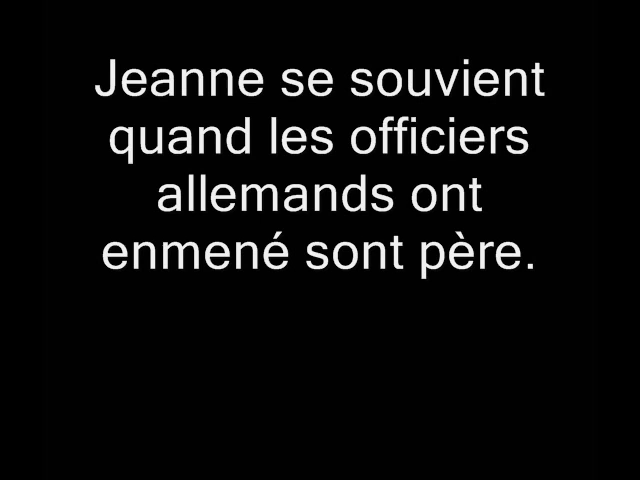 Jeanne se souvient
quand les officiers
allemands ont
enmené sont père.